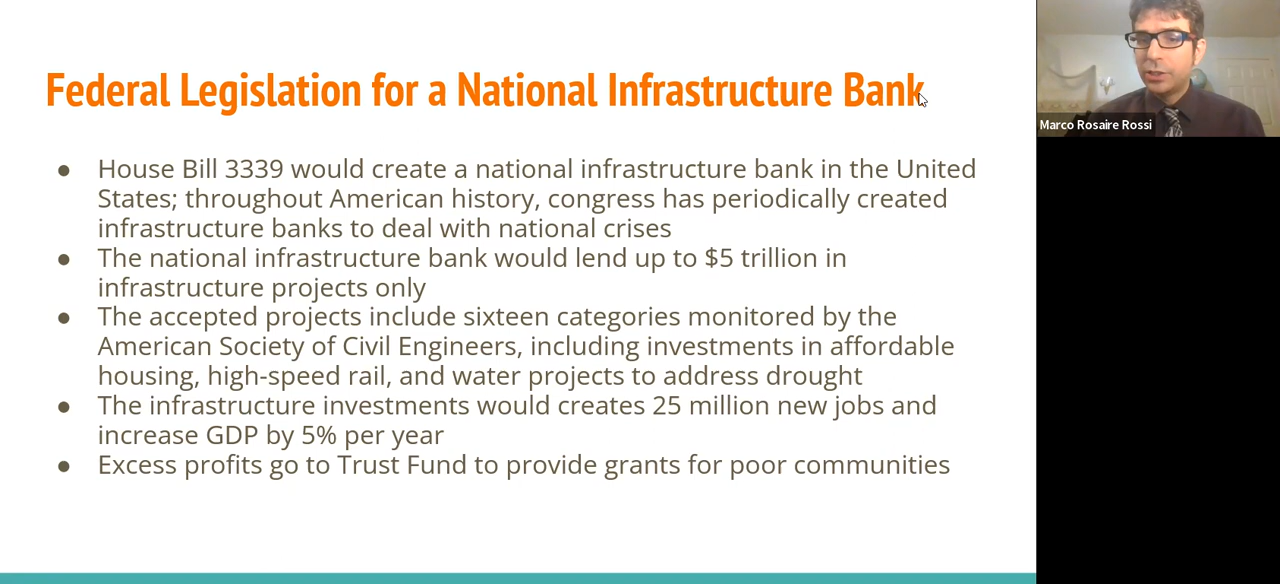 Federal Legislation for a National Infrastructure Bank
Marco Rosaire Rossi
● House Bill 3339 would create a national infrastructure bank in the United
States; throughout American history, congress has periodically created
infrastructure banks to deal with national crises
● The national infrastructure bank would lend up to $5 trillion in
infrastructure projects only
● The accepted projects include sixteen categories monitored by the
American Society of Civil Engineers, including investments in affordable
housing, high-speed rail, and water projects to address drought
● The infrastructure investments would creates 25 million new jobs and
increase GDP by 5% per year
● Excess profits go to Trust Fund to provide grants for poor communities